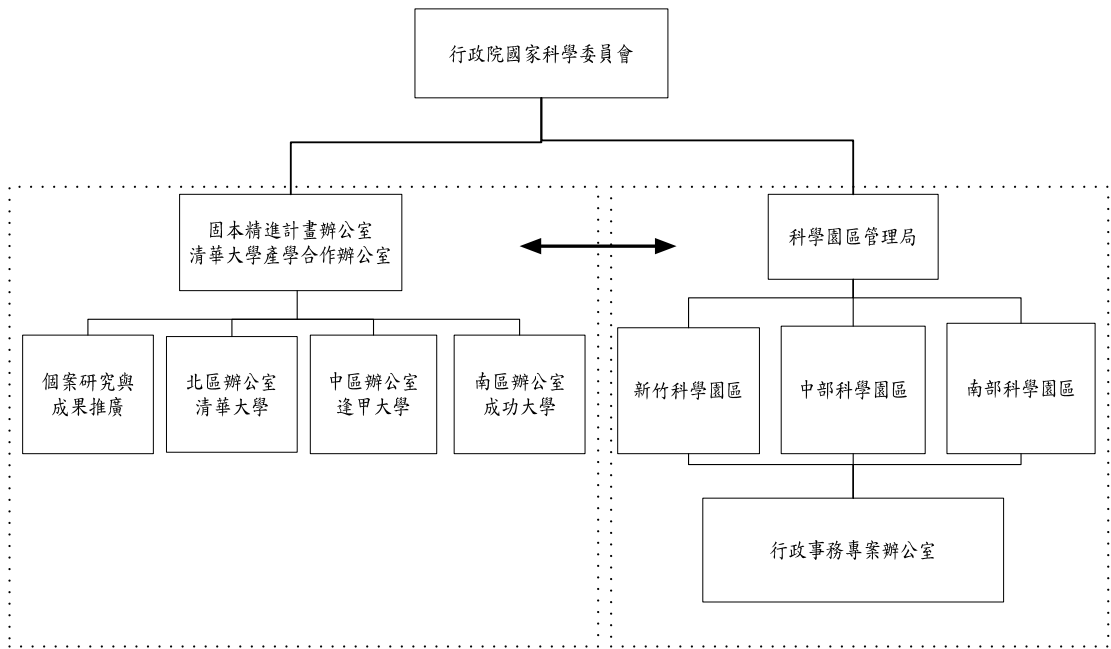 行政院國家科學委員會
固本精進計畫辦公室
清華大學產學合作辦公室
科學園區管理局
個案研究與
成果推廣
北區辦公室
清華大學
中區辦公室
逢甲大學
南區辦公室
成功大學
新竹科學園區
中部科學園區
南部科學園區
行政事務專案辦公室